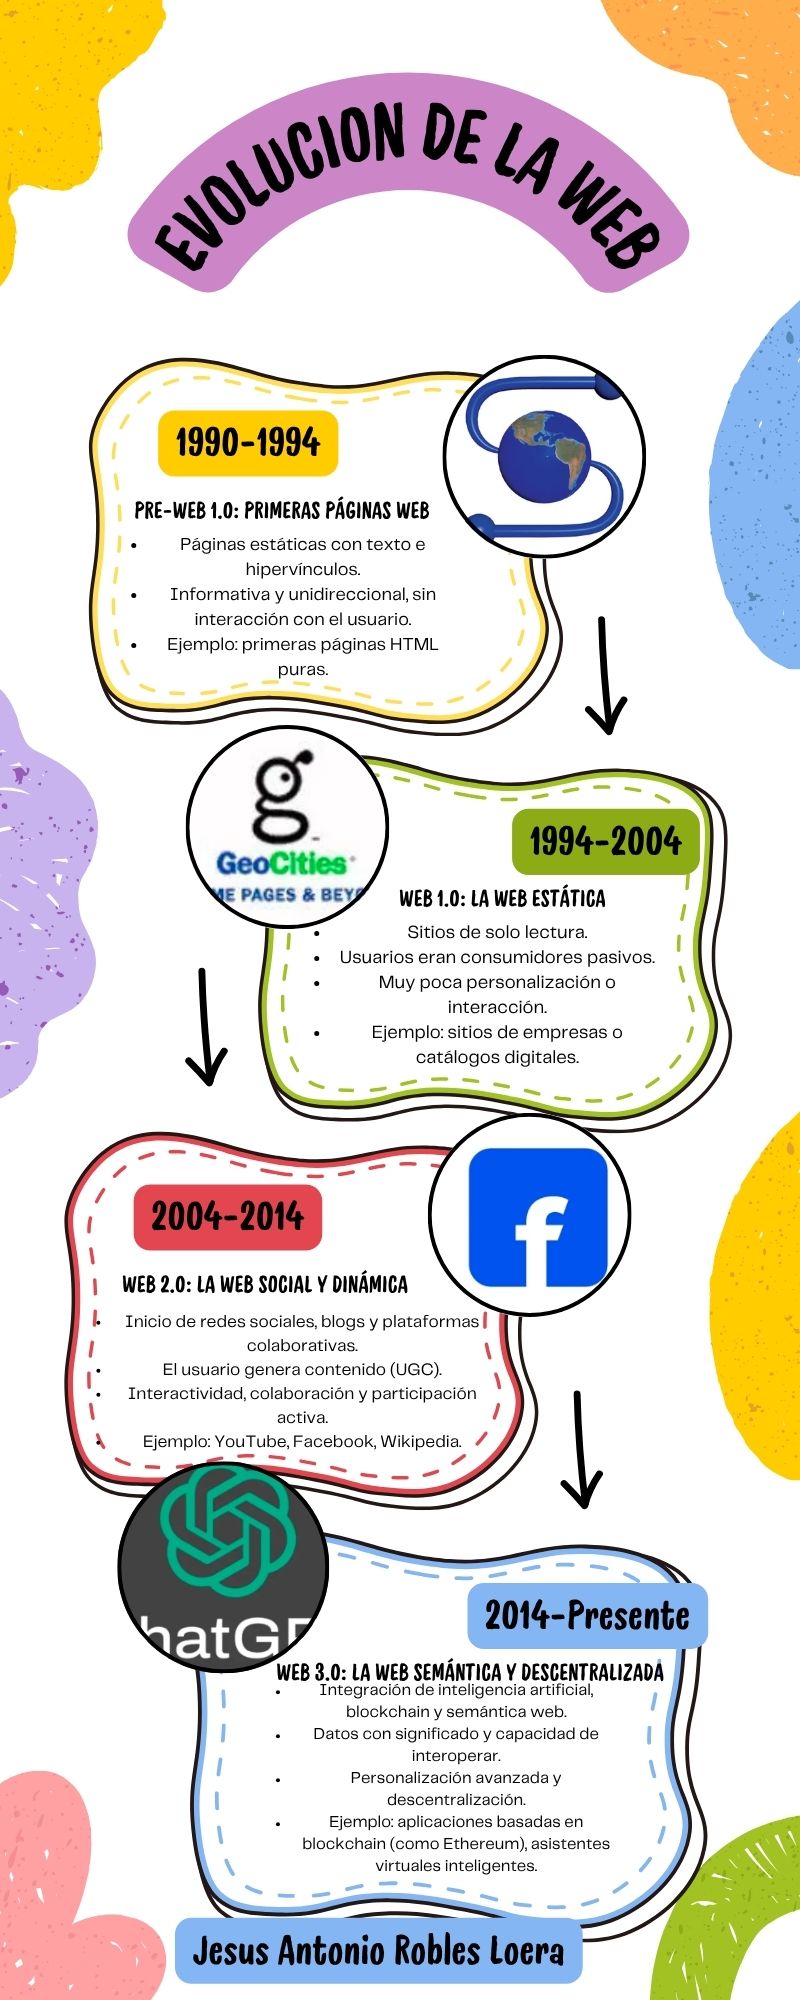 EVOLUCION DE LA WEB
1990-1994
PRE-WEB 1.0: PRIMERAS PÁGINAS WEB
• Páginas estáticas con texto e
hipervínculos.
• Informativa y unidireccional, sin
interacción con el usuario.
• Ejemplo: primeras páginas HTML
puras.
g
GeoCities
ME PAGES & BEYO
1994-2004
WEB 1.0: LA WEB ESTÁTICA
• Sitios de solo lectura.
• Usuarios eran consumidores pasivos.
• Muy poca personalización o
interacción.
• Ejemplo: sitios de empresas o
catálogos digitales.
f
2004-2014
WEB 2.0: LA WEB SOCIAL Y DINÁMICA
• Inicio de redes sociales, blogs y plataformas
colaborativas.
• El usuario genera contenido (UGC).
• Interactividad, colaboración y participación
activa.
• Ejemplo: YouTube, Facebook, Wikipedia.
hatGP
2014-Presente
WEB 3.0: LA WEB SEMÁNTICA Y DESCENTRALIZADA
• Integración de inteligencia artificial,
blockchain y semántica web.
• Datos con significado y capacidad de
interoperar.
• Personalización avanzada y
descentralización.
• Ejemplo: aplicaciones basadas en
blockchain (como Ethereum), asistentes
virtuales inteligentes.
Jesus Antonio Robles Loera